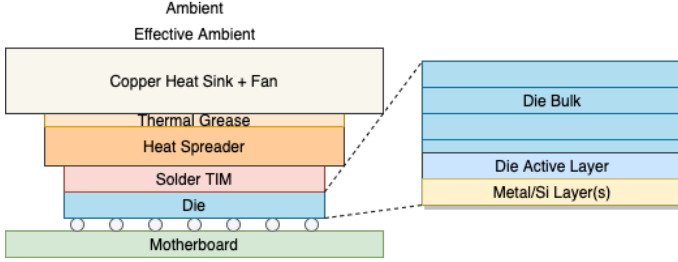 Ambient
Effective Ambient
Copper Heat Sink + Fan
Thermal Grease
Heat Spreader
Solder TIM
Die
Motherboard
Die Bulk
Die Active Layer
Metal/Si Layer(s)